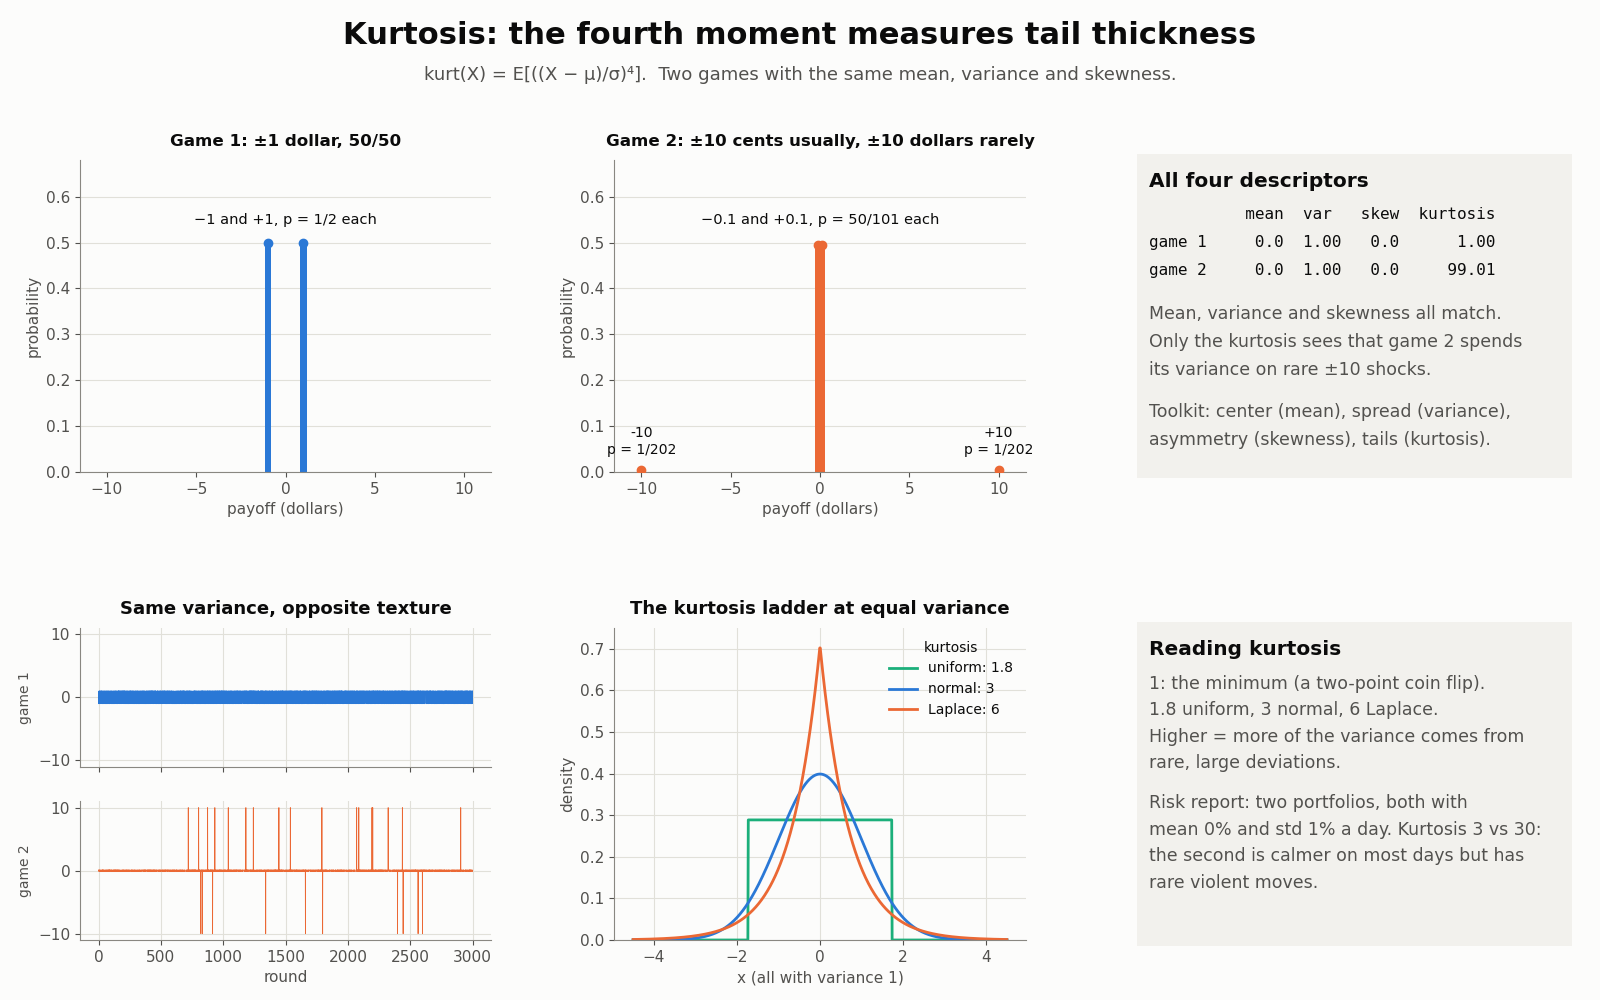 Kurtosis: the fourth moment measures tail thickness
kurt(X) = E[((X − μ)/σ)⁴].  Two games with the same mean, variance and skewness.
Game 1: ±1 dollar, 50/50
−1 and +1, p = 1/2 each
probability
0.6
0.5
0.4
0.3
0.2
0.1
0.0
−10
−5
0
5
10
payoff (dollars)
Game 2: ±10 cents usually, ±10 dollars rarely
−0.1 and +0.1, p = 50/101 each
probability
0.6
0.5
0.4
0.3
0.2
0.1
0.0
-10
p = 1/202
+10
p = 1/202
−10
−5
0
5
10
payoff (dollars)
All four descriptors
mean  var   skew  kurtosis
game 1     0.0  1.00   0.0      1.00
game 2     0.0  1.00   0.0     99.01
Mean, variance and skewness all match.
Only the kurtosis sees that game 2 spends
its variance on rare ±10 shocks.
Toolkit: center (mean), spread (variance),
asymmetry (skewness), tails (kurtosis).
Same variance, opposite texture
game 1
10
0
−10
game 2
10
0
−10
0
500
1000
1500
2000
2500
3000
round
The kurtosis ladder at equal variance
density
0.7
0.6
0.5
0.4
0.3
0.2
0.1
0.0
kurtosis
uniform: 1.8
normal: 3
Laplace: 6
−4
−2
0
2
4
x (all with variance 1)
Reading kurtosis
1: the minimum (a two-point coin flip).
1.8 uniform, 3 normal, 6 Laplace.
Higher = more of the variance comes from
rare, large deviations.
Risk report: two portfolios, both with
mean 0% and std 1% a day. Kurtosis 3 vs 30:
the second is calmer on most days but has
rare violent moves.